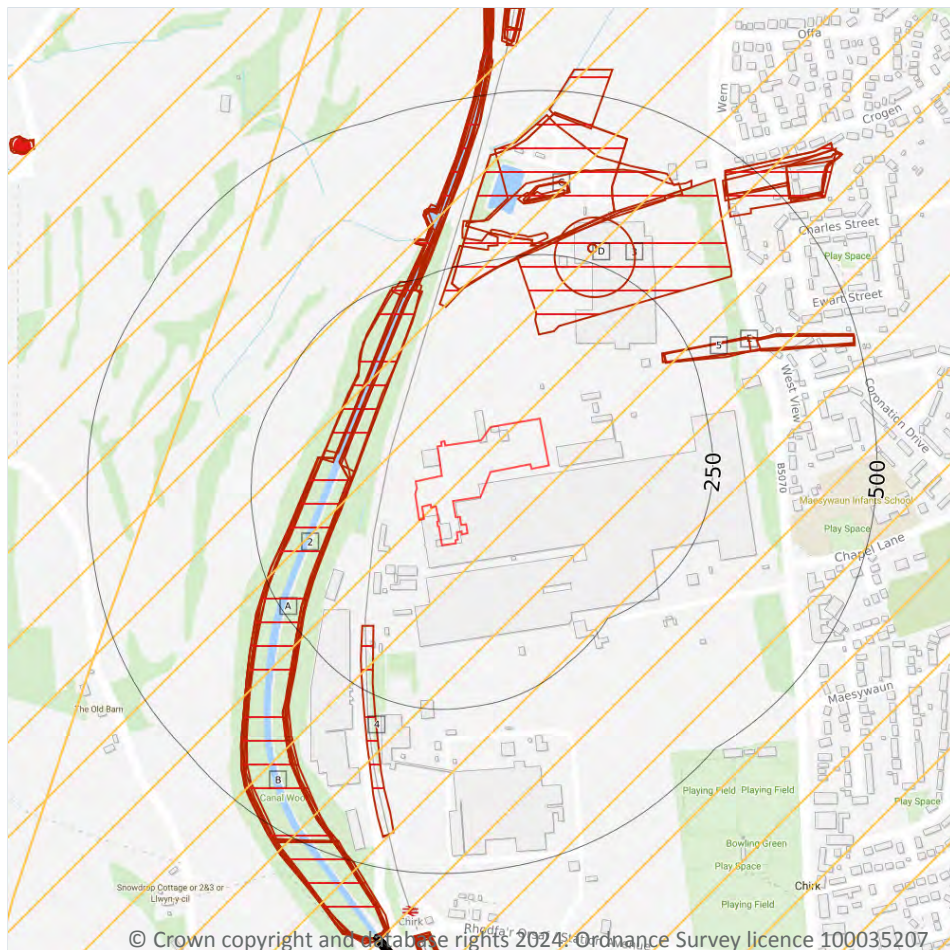 Offa
Wern
Crogen
Charles Street
Play Space
D
3
Ewart Street
5
West View
Coronation Drive
250
500
B5070
Maesywaun Infants School
Play Space
Chapel Lane
2
A
Maesywaun
The Old Barn
4
B
Canal Wood
Playing Field Playing Field
Play Space
Bowling Green
Play Space
Chirk
Snowdrop Cottage or 2&3 or
Llwyn-y-cil
Playing Field
Chirk
Station Avenue
© Crown copyright and database rights 2024. Ordnance Survey licence 100035207.